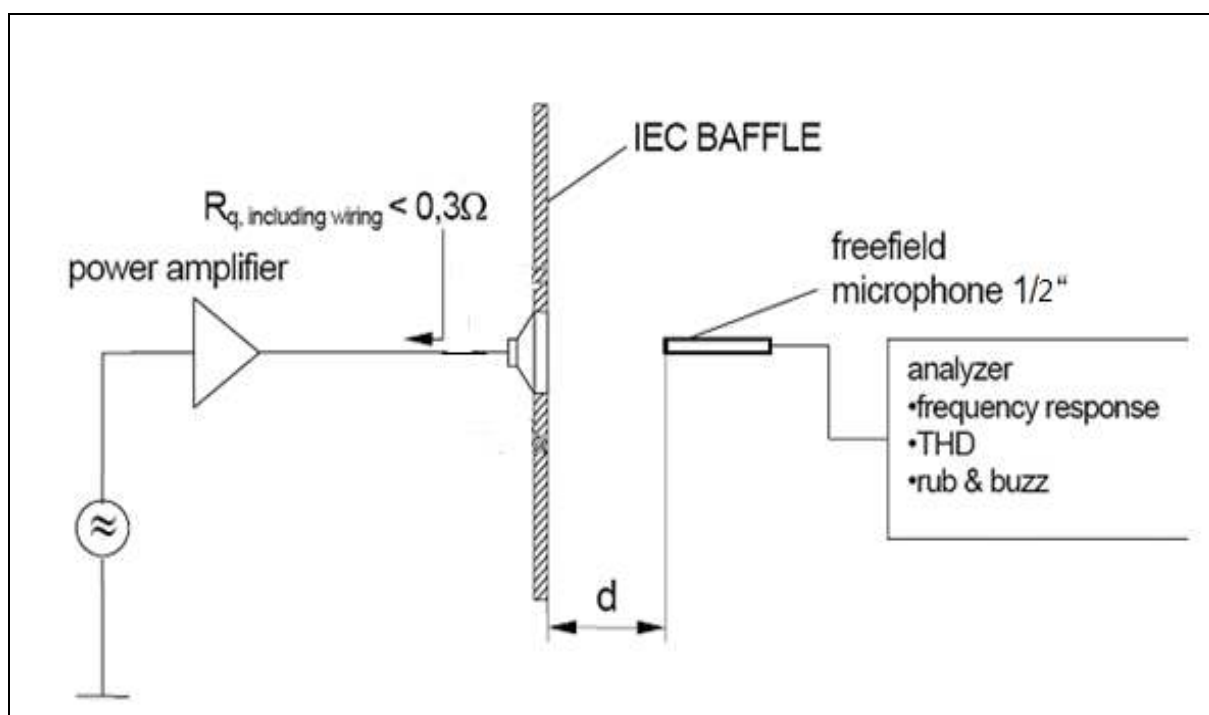 IEC BAFFLE
Rq, including wiring < 0,3Ω
power amplifier
freefield
microphone 1/2“
≈
analyzer
•frequency response
•THD
•rub & buzz
d